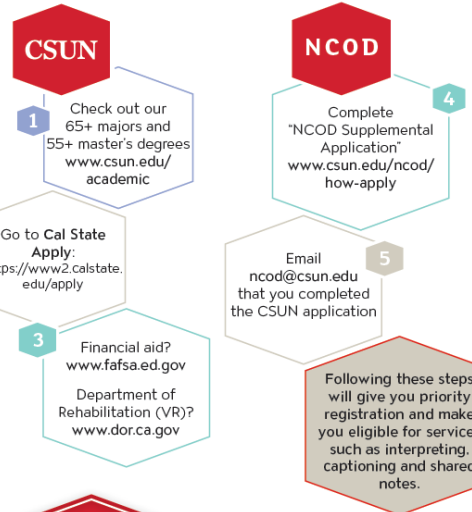 CSUN
1
Check out our
65+ majors and
55+ master's degrees
www.csun.edu/
academic
Go to Cal State
Apply:
ps://www2.calstate.
edu/apply
3
Financial aid?
www.fafsa.ed.gov
Department of
Rehabilitation (VR)?
www.dor.ca.gov
NCOD
4
Complete
"NCOD Supplemental
Application"
www.csun.edu/ncod/
how-apply
5
Email
ncod@csun.edu
that you completed
the CSUN application
Following these steps
will give you priority
registration and make
you eligible for service
such as interpreting.
captioning and shared
notes.